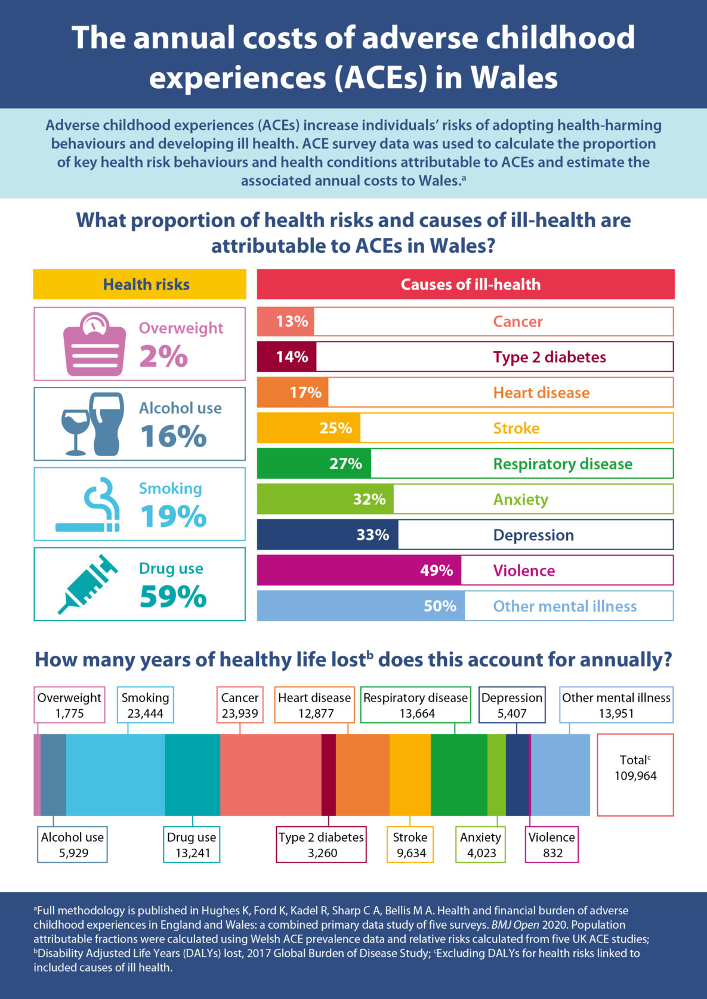 The annual costs of adverse childhood
experiences (ACEs) in Wales
Adverse childhood experiences (ACEs) increase individuals’ risks of adopting health-harming
behaviours and developing ill health. ACE survey data was used to calculate the proportion
of key health risk behaviours and health conditions attributable to ACEs and estimate the
associated annual costs to Wales.ᵃ
What proportion of health risks and causes of ill-health are
attributable to ACEs in Wales?
Health risks
Overweight
2%
Alcohol use
16%
Smoking
19%
Drug use
59%
Causes of ill-health
13% Cancer
14% Type 2 diabetes
17% Heart disease
25% Stroke
27% Respiratory disease
32% Anxiety
33% Depression
49% Violence
50% Other mental illness
How many years of healthy life lostᵇ does this account for annually?
Overweight
1,775
Smoking
23,444
Cancer
23,939
Heart disease
12,877
Respiratory disease
13,664
Depression
5,407
Other mental illness
13,951
Totalᶜ
109,964
Alcohol use
5,929
Drug use
13,241
Type 2 diabetes
3,260
Stroke
9,634
Anxiety
4,023
Violence
832
ᵃFull methodology is published in Hughes K, Ford K, Kadel R, Sharp C A, Bellis M A. Health and financial burden of adverse
childhood experiences in England and Wales: a combined primary data study of five surveys. BMJ Open 2020. Population
attributable fractions were calculated using Welsh ACE prevalence data and relative risks calculated from five UK ACE studies;
ᵇDisability Adjusted Life Years (DALYs) lost, 2017 Global Burden of Disease Study; ᶜExcluding DALYs for health risks linked to
included causes of ill health.